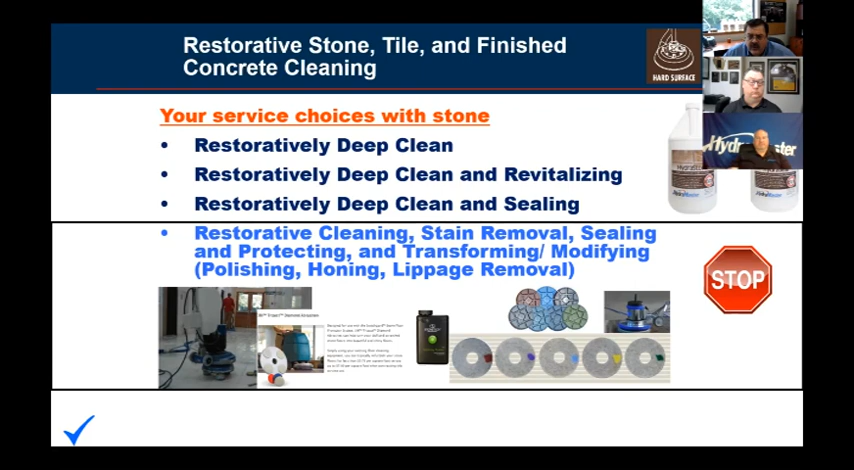 Restorative Stone, Tile, and Finished
Concrete Cleaning
HARD SURFACE
Your service choices with stone
• Restoratively Deep Clean
• Restoratively Deep Clean and Revitalizing
• Restoratively Deep Clean and Sealing
• Restorative Cleaning, Stain Removal, Sealing
and Protecting, and Transforming/ Modifying
(Polishing, Honing, Lippage Removal)
STOP